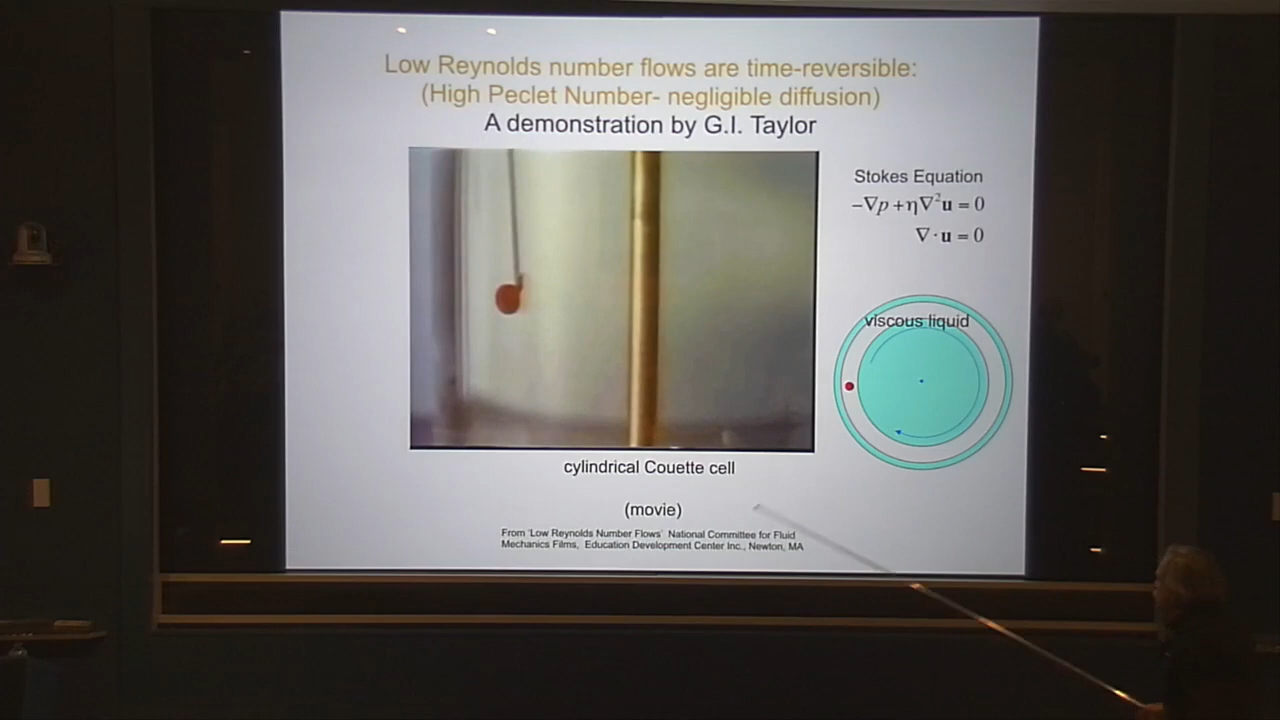 Low Reynolds number flows are time-reversible:
(High Peclet Number- negligible diffusion)
A demonstration by G.I. Taylor
Stokes Equation
−∇p +η∇²u = 0
∇·u = 0
viscous liquid
cylindrical Couette cell
(movie)
From 'Low Reynolds Number Flows' National Committee for Fluid
Mechanics Films, Education Development Center Inc., Newton, MA